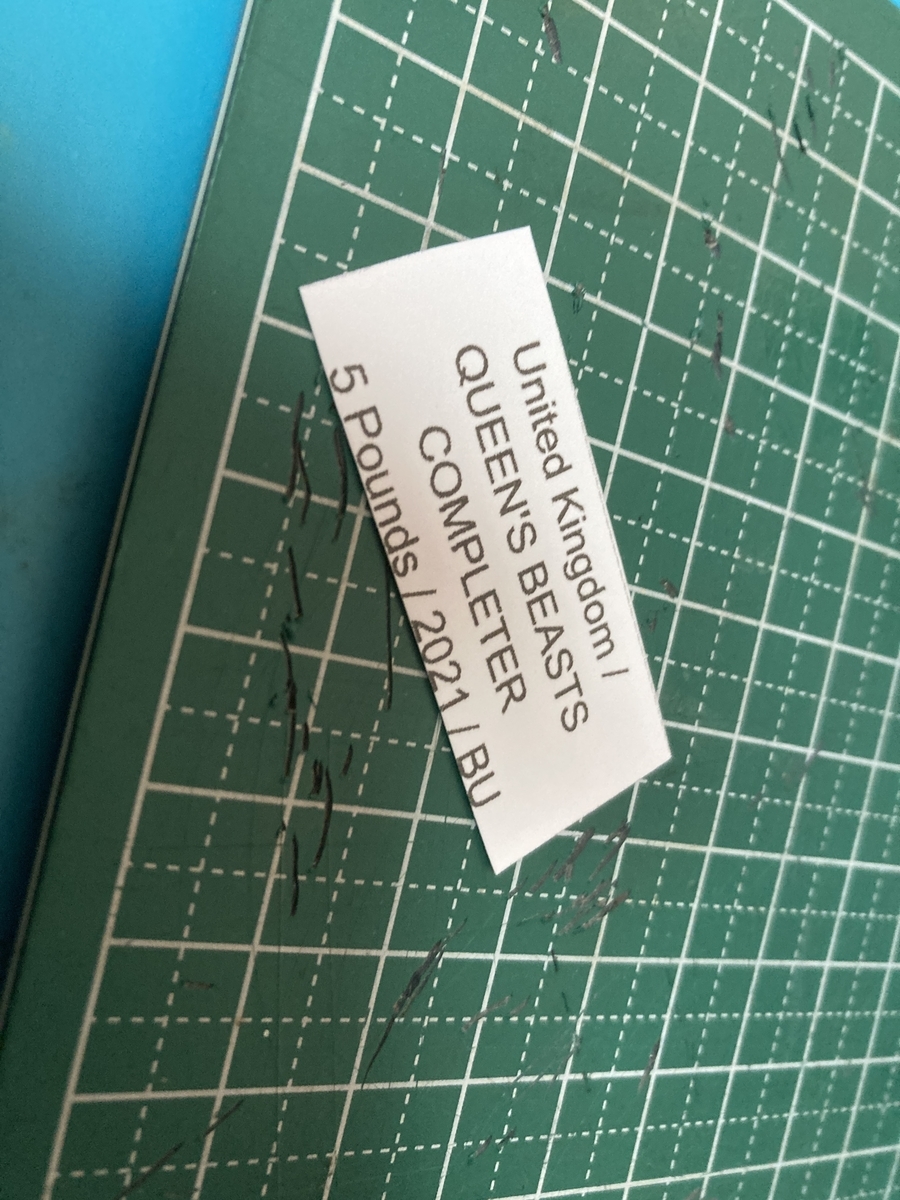 United Kingdom /
QUEEN'S BEASTS
COMPLETER
5 Pounds / 2021 / BU